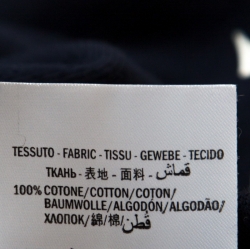 TESSUTO - FABRIC - TISSU - GEWEBE - TECIDO
ТКАНЬ - 表地 - 面料 - قماش
100% COTONE/COTTON/COTON/
BAUMWOLLE/ALGODÓN/ALGODÃO/
ХЛОПОК/綿/棉/قطن